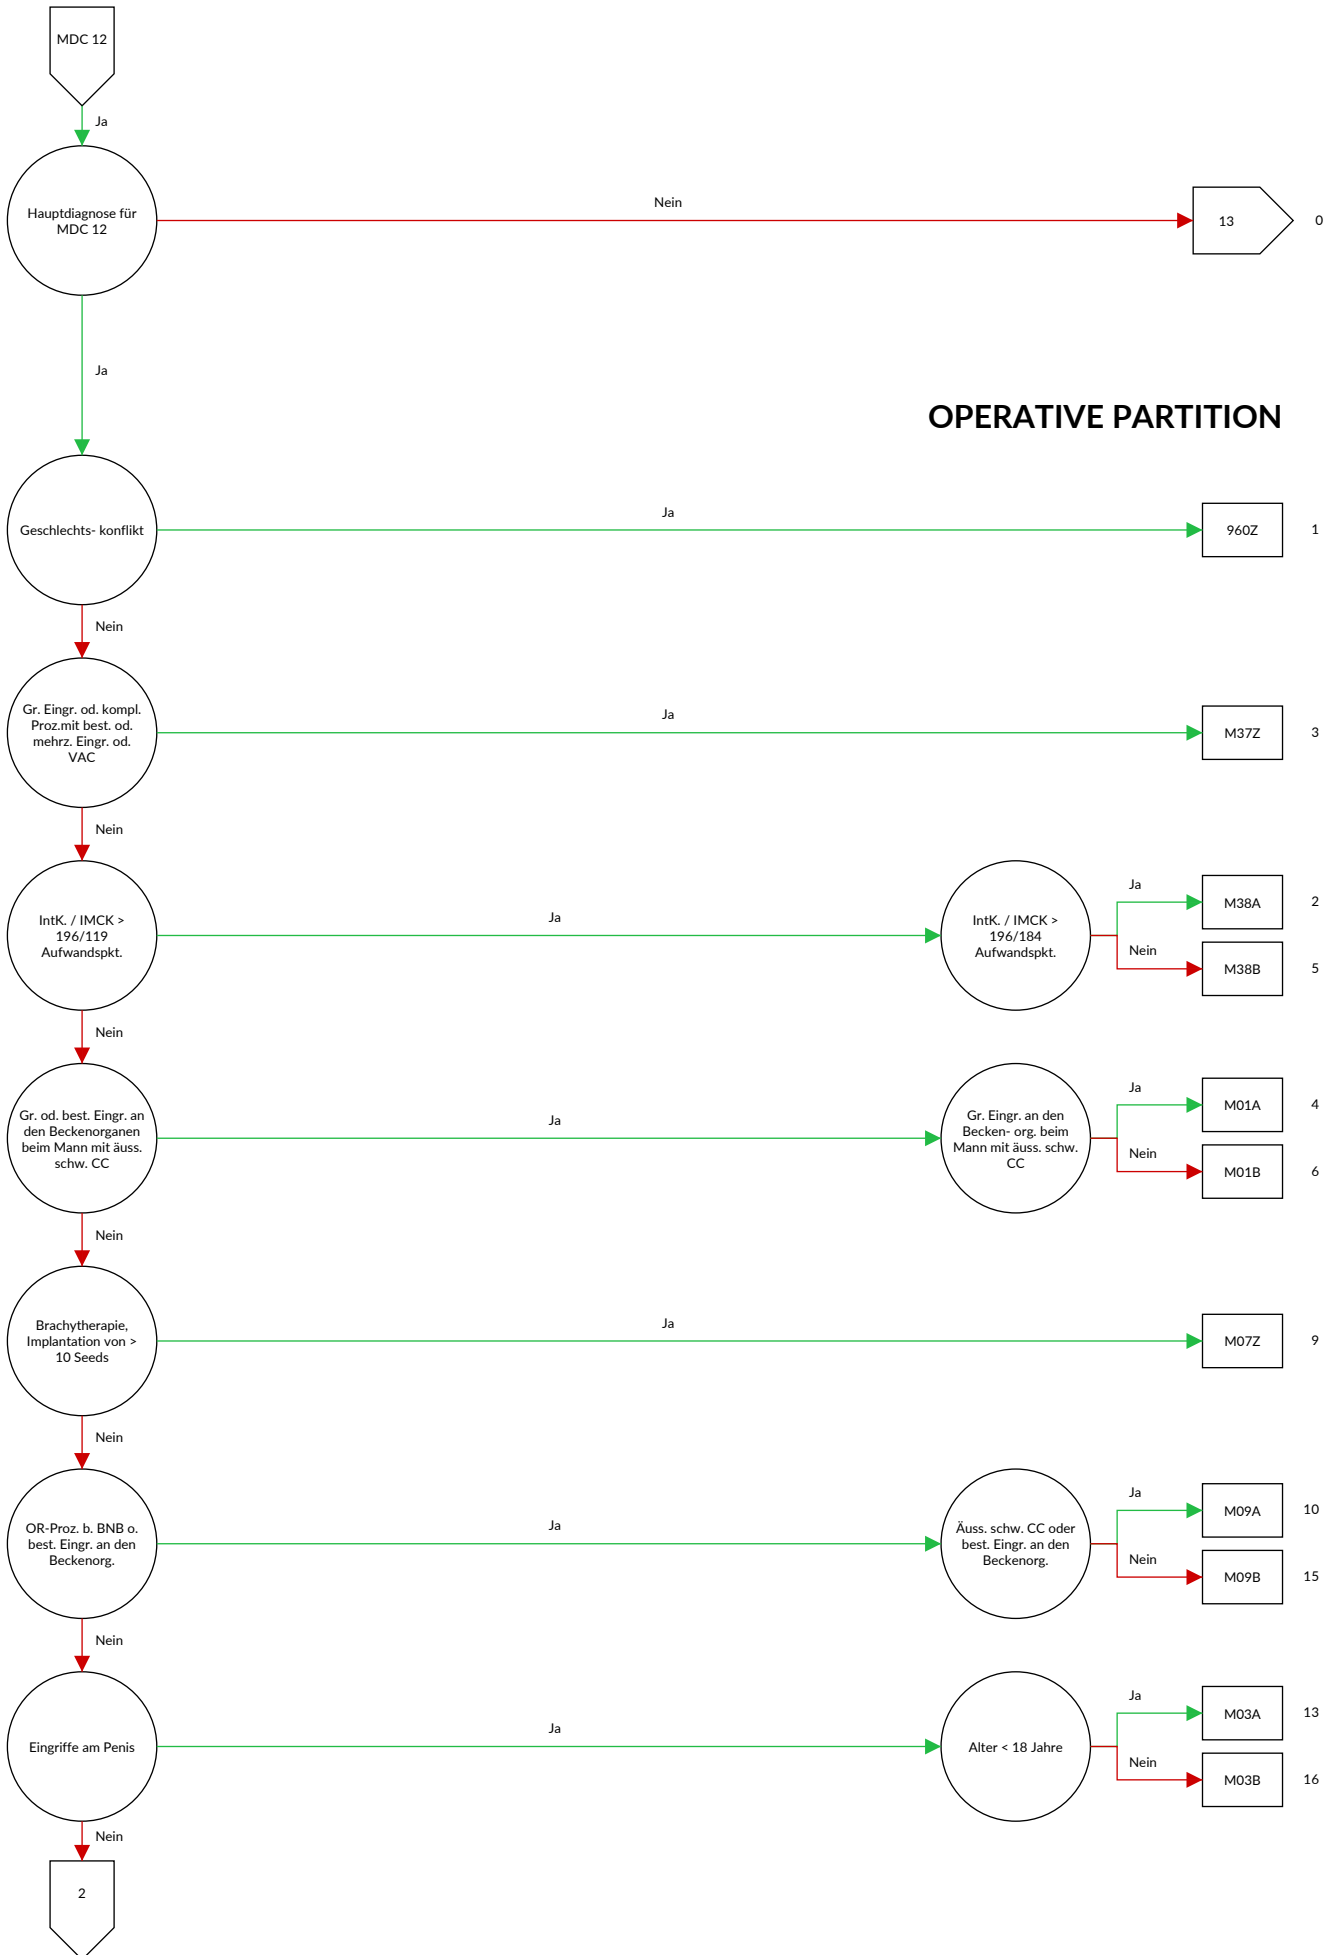 MDC 12
Ja
Hauptdiagnose für
MDC 12
Nein
13
0
Ja
OPERATIVE PARTITION
Geschlechts- konflikt
Ja
960Z
1
Nein
Gr. Eingr. od. kompl.
Proz.mit best. od.
mehrz. Eingr. od.
VAC
Ja
M37Z
3
Nein
IntK. / IMCK >
196/119
Aufwandspkt.
Ja
IntK. / IMCK >
196/184
Aufwandspkt.
Ja
M38A
2
Nein
M38B
5
Nein
Gr. od. best. Eingr. an
den Beckenorganen
beim Mann mit äuss.
schw. CC
Ja
Gr. Eingr. an den
Becken- org. beim
Mann mit äuss. schw.
CC
Ja
M01A
4
Nein
M01B
6
Nein
Brachytherapie,
Implantation von >
10 Seeds
Ja
M07Z
9
Nein
OR-Proz. b. BNB o.
best. Eingr. an den
Beckenorg.
Ja
Äuss. schw. CC oder
best. Eingr. an den
Beckenorg.
Ja
M09A
10
Nein
M09B
15
Nein
Eingriffe am Penis
Ja
Alter < 18 Jahre
Ja
M03A
13
Nein
M03B
16
Nein
2